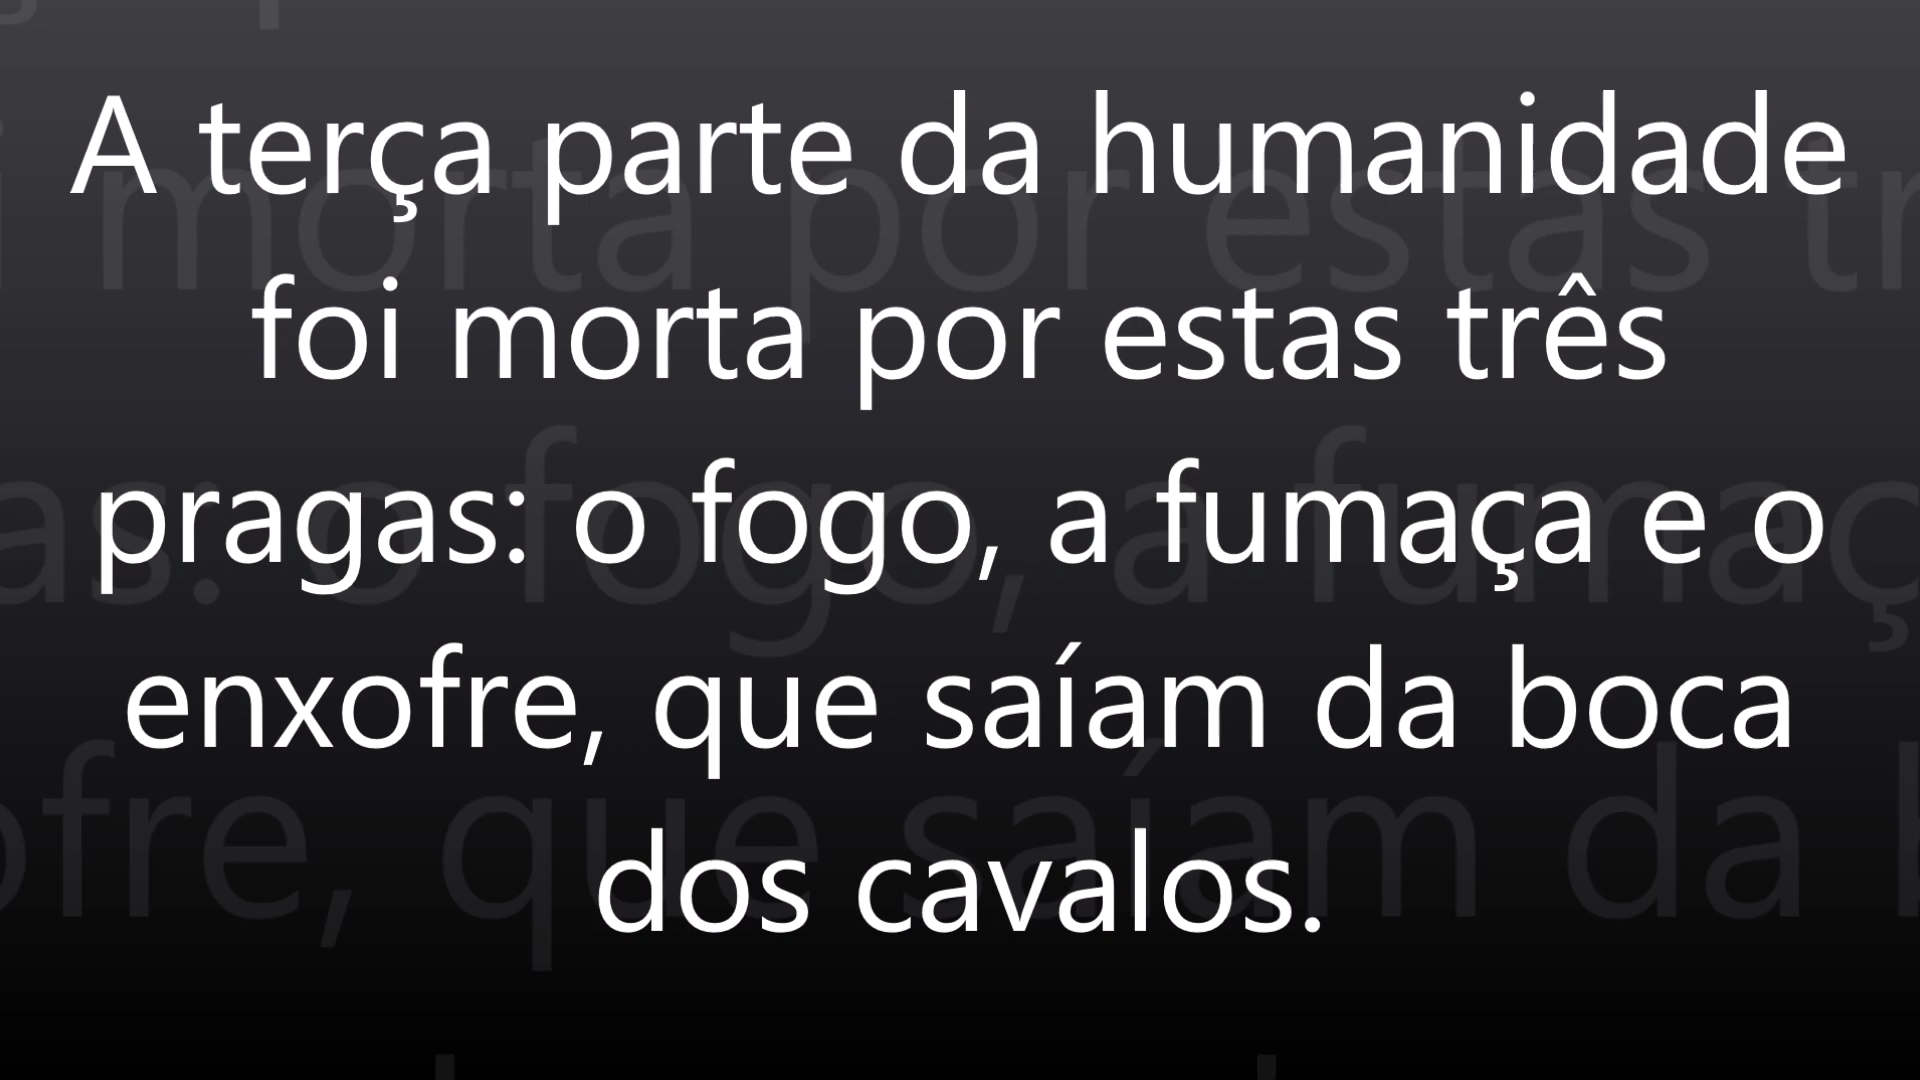 A terça parte da humanidade
foi morta por estas três
pragas: o fogo, a fumaça e o
enxofre, que saíam da boca
dos cavalos.